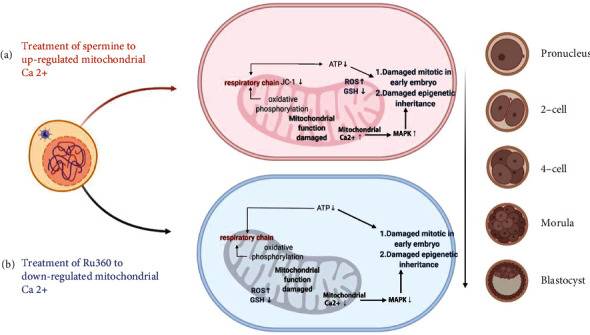 (a) Treatment of spermine to
up-regulated mitochondrial
Ca 2+
ATP↓
respiratory chain JC-1 ↓
oxidative
phosphorylation
ROS↑
GSH ↓
Mitochondrial
function
damaged
Mitochondrial
Ca2+ ↑
MAPK↑
1.Damaged mitotic in
early embryo
2.Damaged epigenetic
inheritance
(b) Treatment of Ru360 to
down-regulated mitochondrial
Ca 2+
ATP↓
respiratory chain
oxidative
phosphorylation
Mitochondrial
function
damaged
ROS↑
GSH ↓
Mitochondrial
Ca2+ ↓
MAPK↓
1.Damaged mitotic in
early embryo
2.Damaged epigenetic
inheritance
Pronucleus
2-cell
4-cell
Morula
Blastocyst